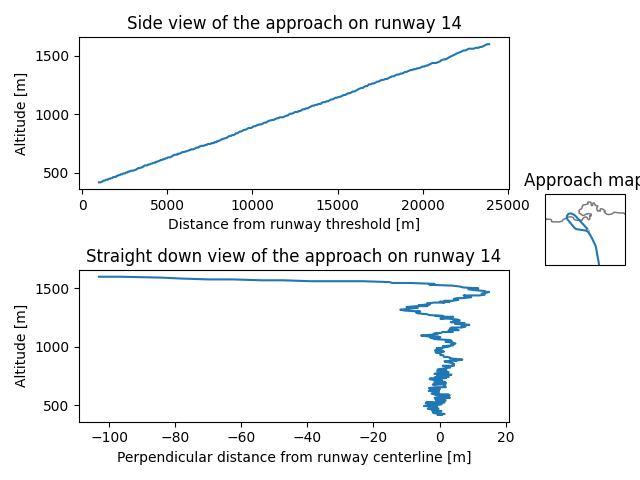 Side view of the approach on runway 14
1500
1000
500
Altitude [m]
0 5000 10000 15000 20000 25000
Distance from runway threshold [m]
Approach map
Straight down view of the approach on runway 14
1500
1000
500
Altitude [m]
−100 −80 −60 −40 −20 0 20
Perpendicular distance from runway centerline [m]